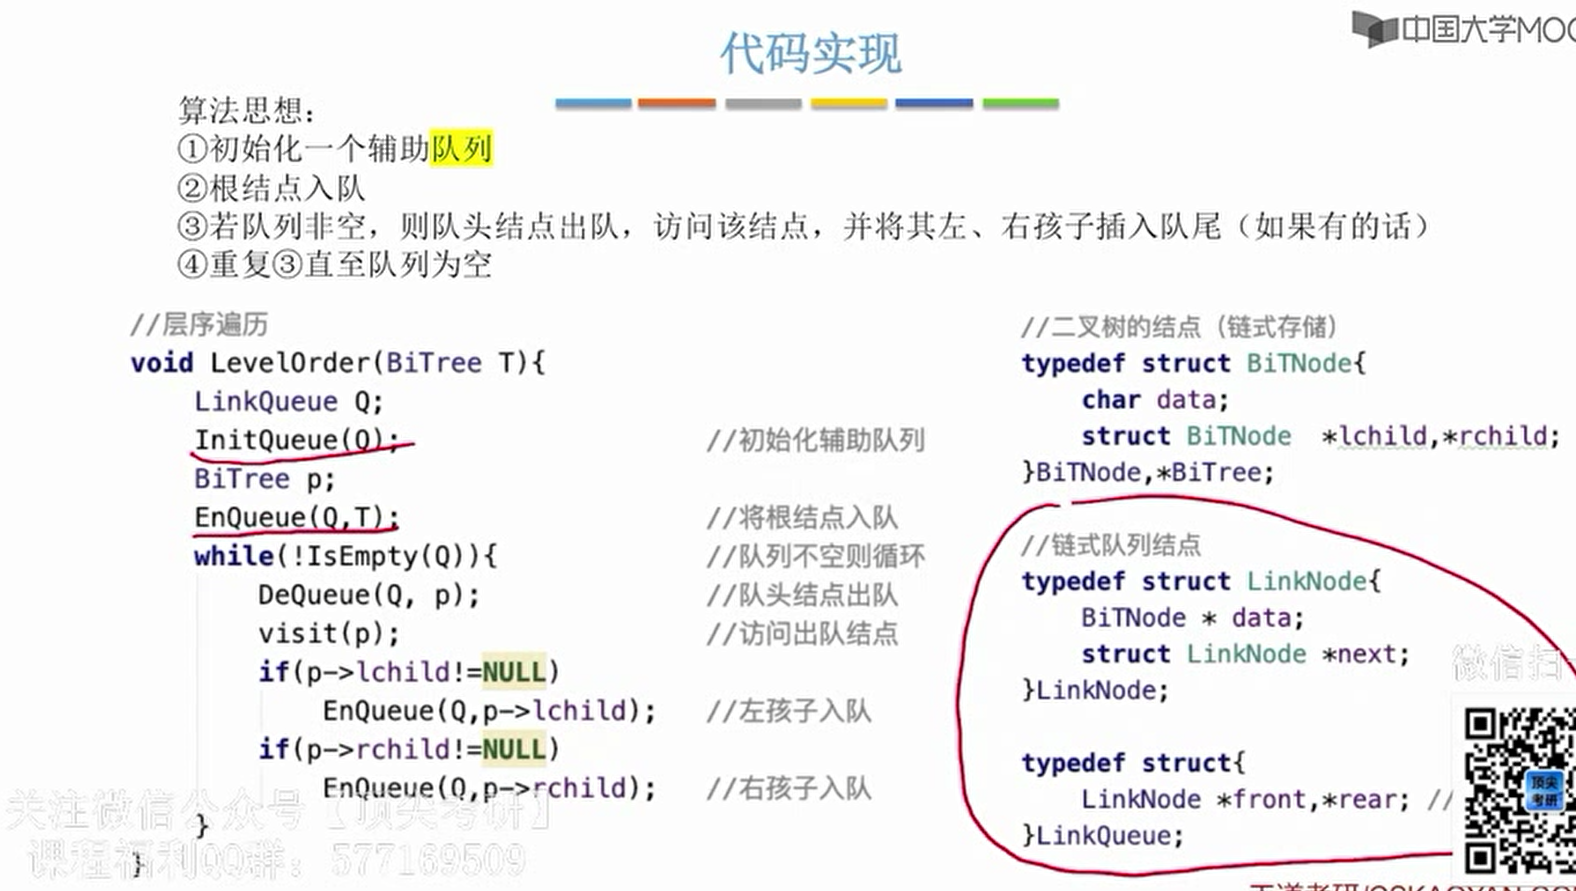 中国大学MOO
代码实现
算法思想：
①初始化一个辅助队列
②根结点入队
③若队列非空，则队头结点出队，访问该结点，并将其左、右孩子插入队尾（如果有的话）
④重复③直至队列为空
//层序遍历
void LevelOrder(BiTree T){
LinkQueue Q;
InitQueue(Q); //初始化辅助队列
BiTree p;
EnQueue(Q,T); //将根结点入队
while(!IsEmpty(Q)){ //队列不空则循环
DeQueue(Q, p); //队头结点出队
visit(p); //访问出队结点
if(p->lchild!=NULL)
EnQueue(Q,p->lchild); //左孩子入队
if(p->rchild!=NULL)
EnQueue(Q,p->rchild); //右孩子入队
}
}
//二叉树的结点（链式存储）
typedef struct BiTNode{
char data;
struct BiTNode *lchild,*rchild;
}BiTNode,*BiTree;
//链式队列结点
typedef struct LinkNode{
BiTNode * data;
struct LinkNode *next;
}LinkNode;
typedef struct{
LinkNode *front,*rear; //
}LinkQueue;
微信扫一
顶尖
考研
关注微信公众号【顶尖考研】
课程福利QQ群：577169509